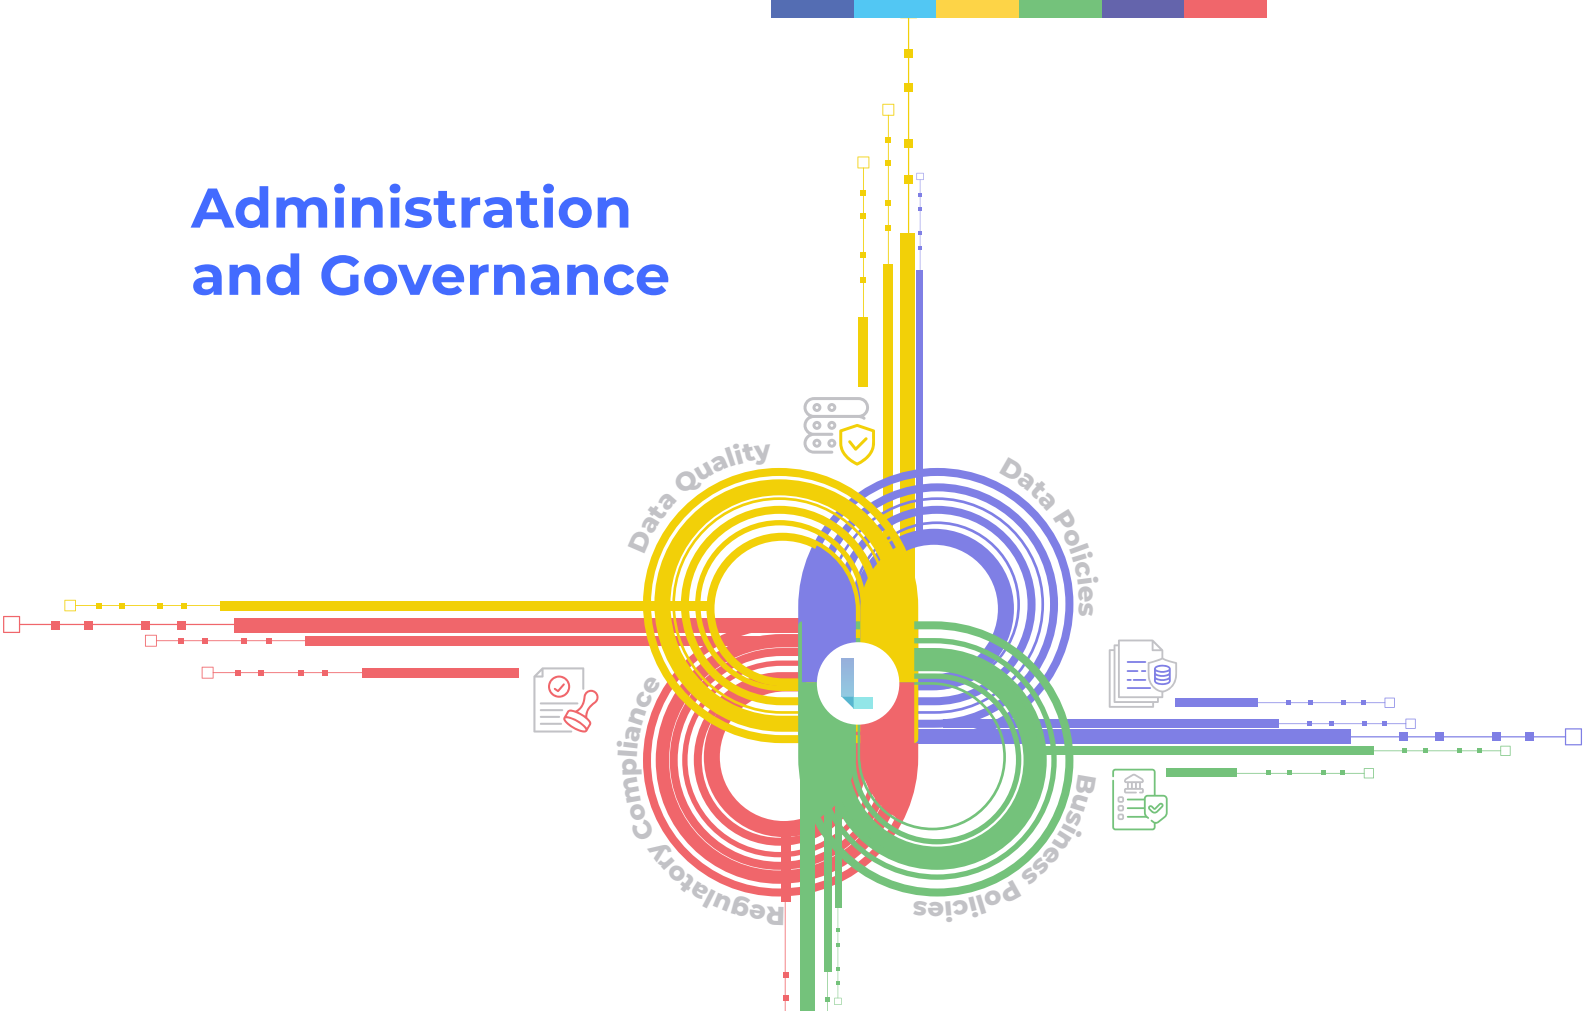 Administration
and Governance
Data Quality
Data Policies
Regulatory Compliance
Business Policies